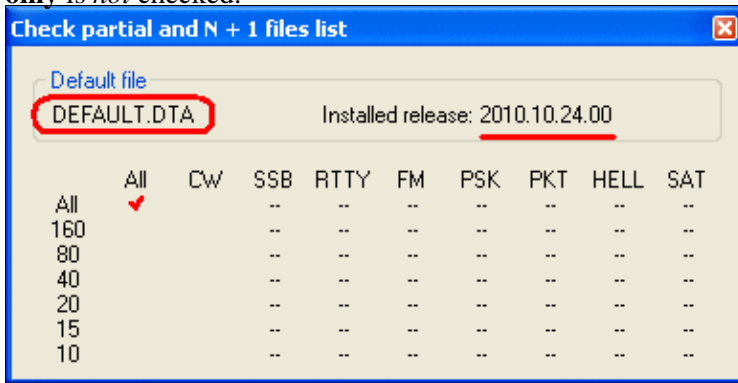 only is not checked.
Check partial and N + 1 files list
Default file
DEFAULT.DTA Installed release: 2010.10.24.00
All CW SSB RTTY FM PSK PKT HELL SAT
All -- -- -- -- -- -- --
160 -- -- -- -- -- -- --
80 -- -- -- -- -- -- --
40 -- -- -- -- -- -- --
20 -- -- -- -- -- -- --
15 -- -- -- -- -- -- --
10 -- -- -- -- -- -- --